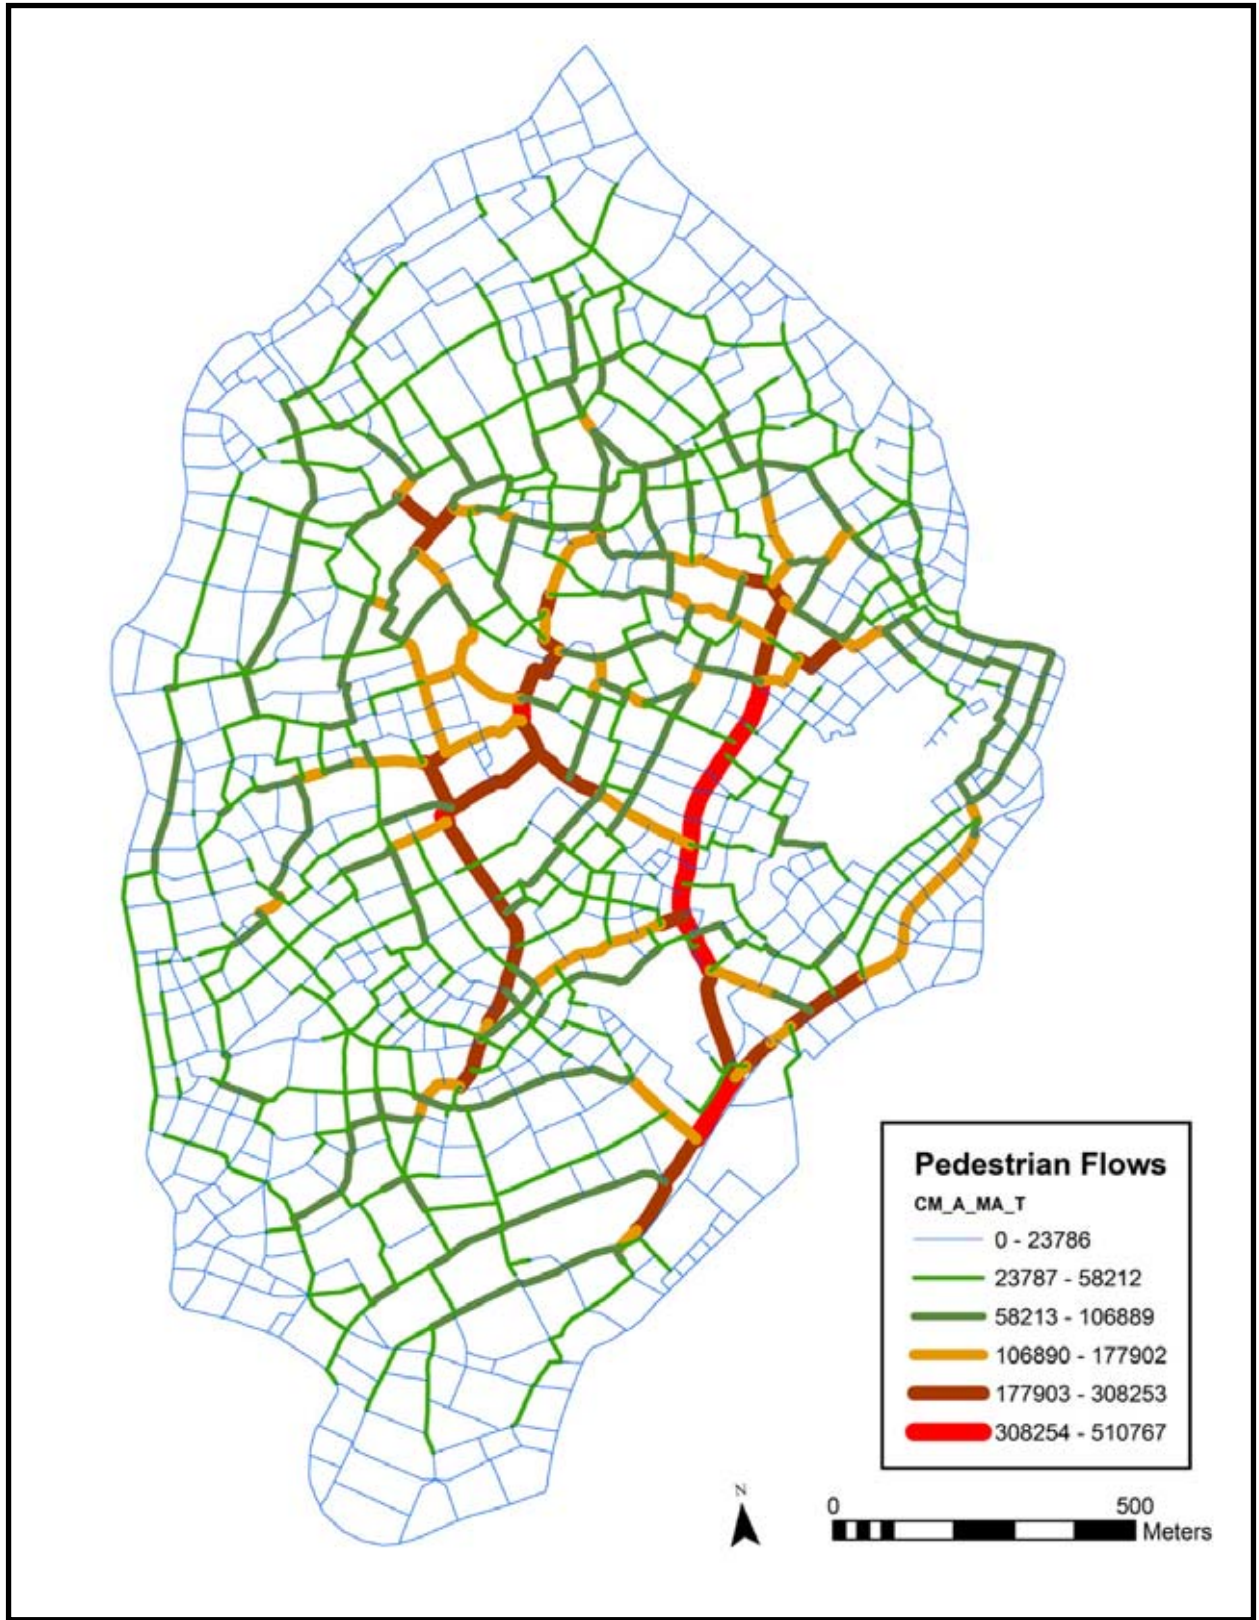 Pedestrian Flows
CM_A_MA_T
0 - 23786
23787 - 58212
58213 - 106889
106890 - 177902
177903 - 308253
308254 - 510767
N
0 500
Meters